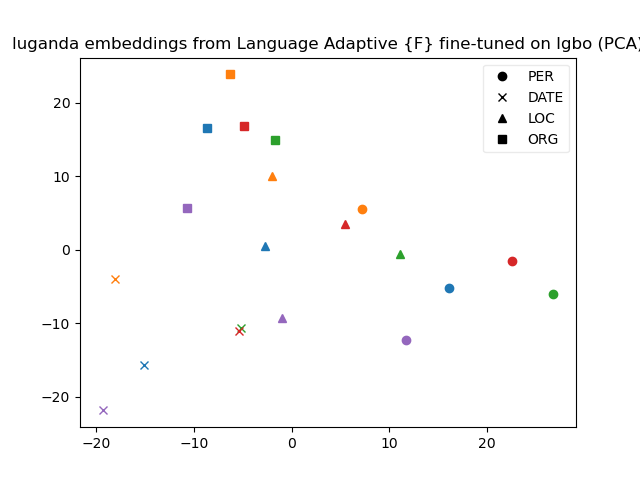 luganda embeddings from Language Adaptive {F} fine-tuned on Igbo (PCA)
PER
DATE
LOC
ORG
20
10
0
−10
−20
−20
−10
0
10
20